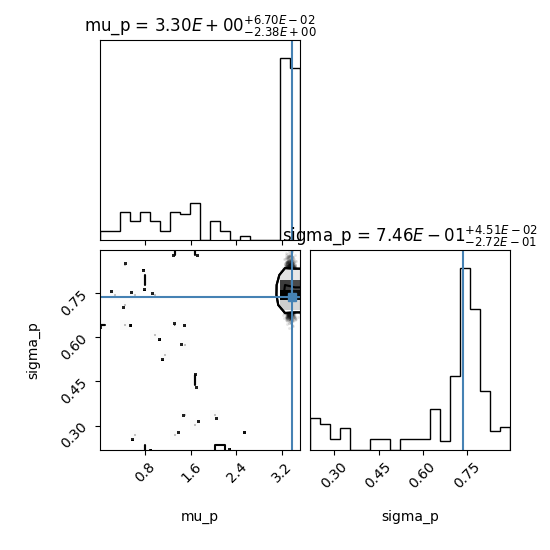 mu_p = 3.30E + 00 +6.70E − 02 −2.38E + 00
sigma_p = 7.46E − 01 +4.51E − 02 −2.72E − 01
sigma_p
0.75
0.60
0.45
0.30
0.8 1.6 2.4 3.2
0.30 0.45 0.60 0.75
mu_p
sigma_p